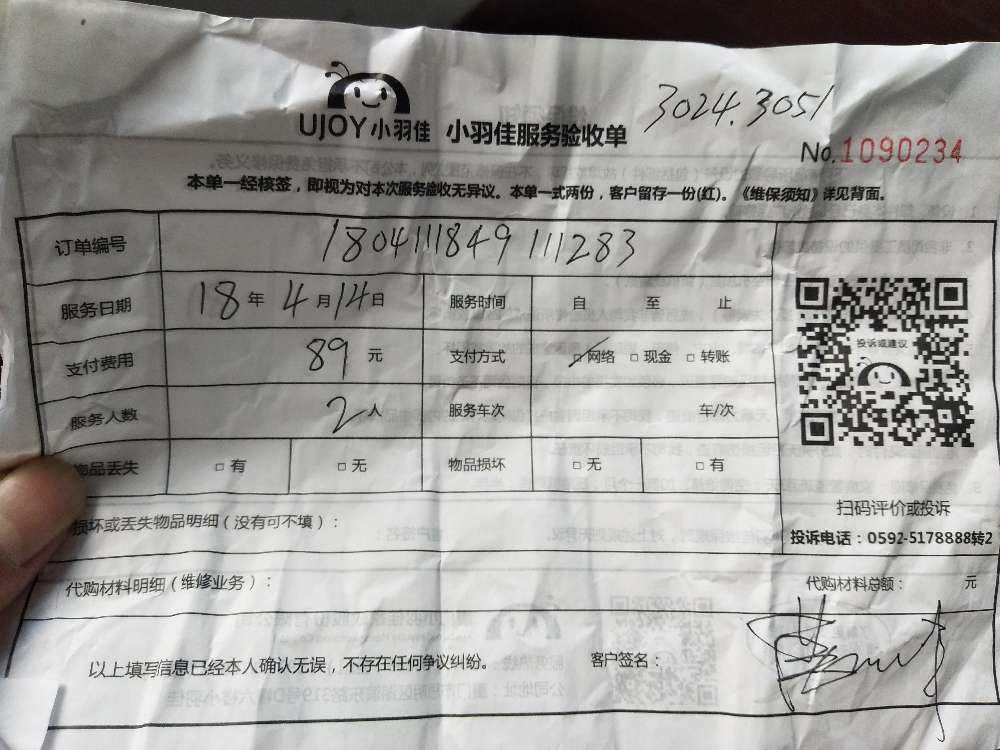 3024.3051
UJOY小羽佳 小羽佳服务验收单
No.1090234
本单一经核签，即视为对本次服务验收无异议。本单一式两份，客户留存一份(红)。《维保须知》详见背面。
订单编号 1804111849111283
服务日期 18年4月14日 服务时间 自 至 止
支付费用 89元 支付方式 ☑网络 □现金 □转账
投诉或建议
服务人数 2人 服务车次 车/次
物品丢失 □有 □无 物品损坏 □无 □有
扫码评价或投诉
损坏或丢失物品明细（没有可不填）：
投诉电话：0592-5178888转2
代购材料明细（维修业务）： 代购材料总额： 元
以上填写信息已经本人确认无误，不存在任何争议纠纷。 客户签名：